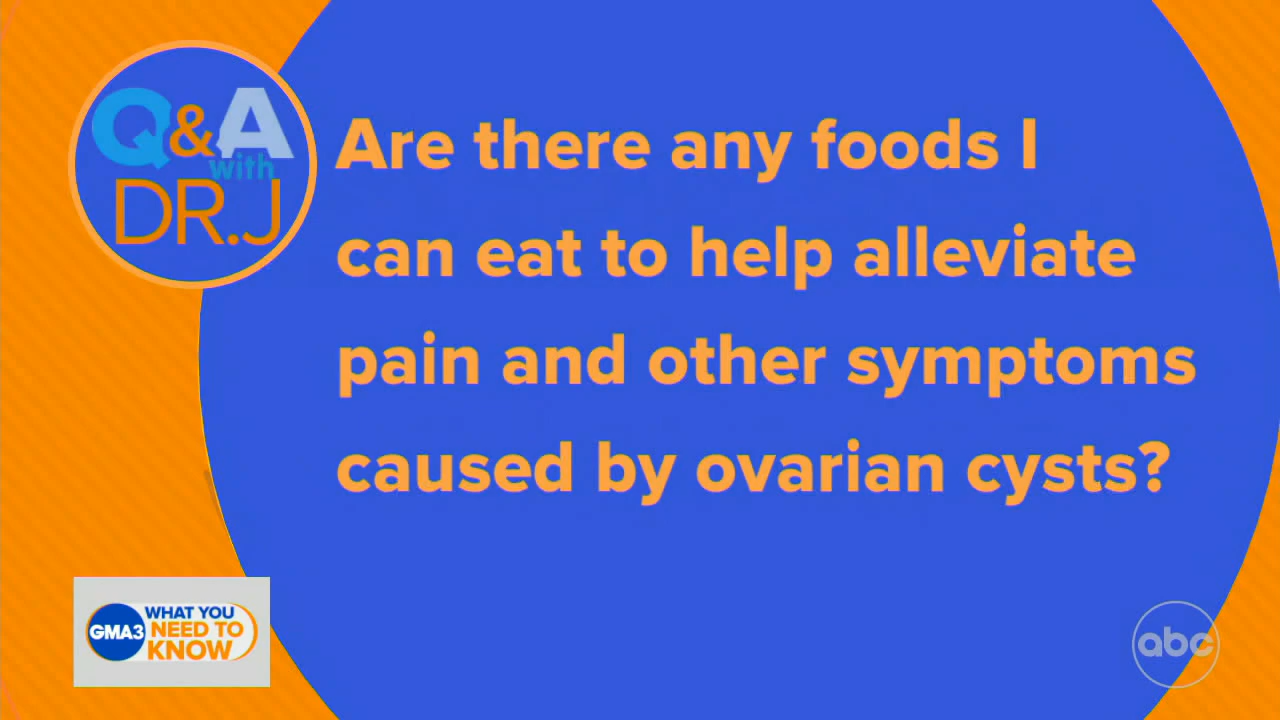 Q&A
with
DR.J
Are there any foods I
can eat to help alleviate
pain and other symptoms
caused by ovarian cysts?
GMA3
WHAT YOU
NEED TO
KNOW
abc